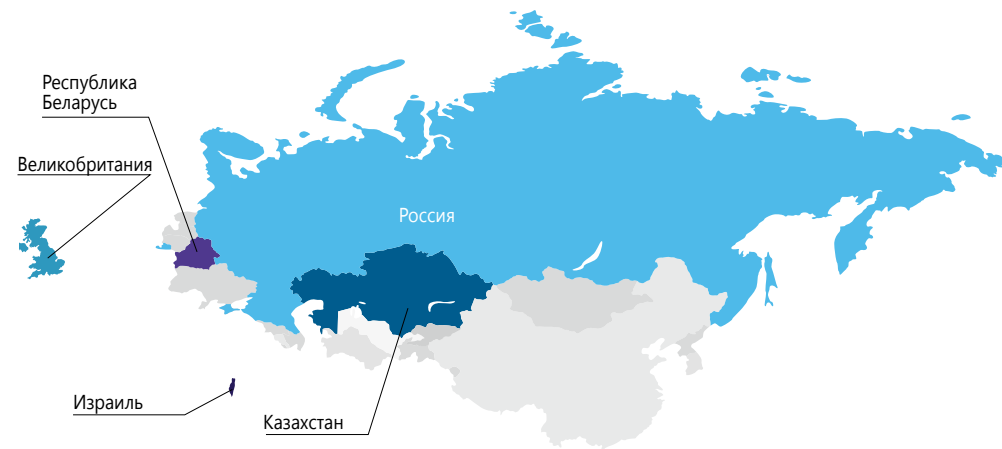 Республика
Беларусь
Великобритания
Россия
Израиль
Казахстан